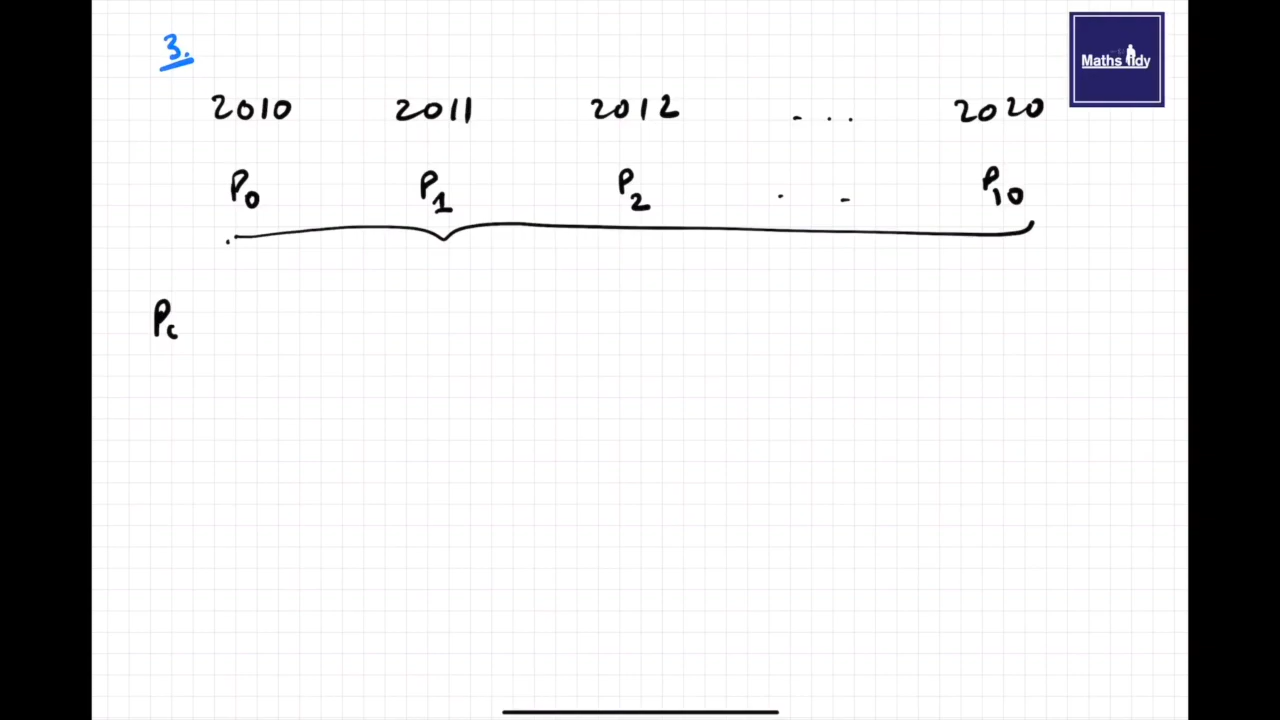 3.
2010 2011 2012 . . . 2020
P0 P1 P2 . . P10
Pc
Maths